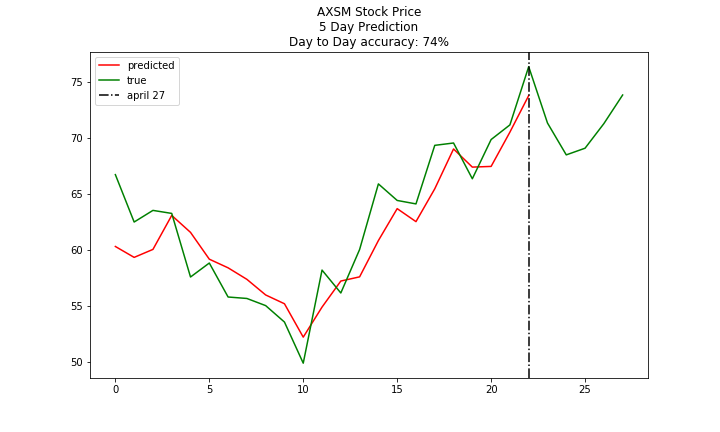 AXSM Stock Price
5 Day Prediction
Day to Day accuracy: 74%
predicted
true
april 27
75
70
65
60
55
50
0 5 10 15 20 25